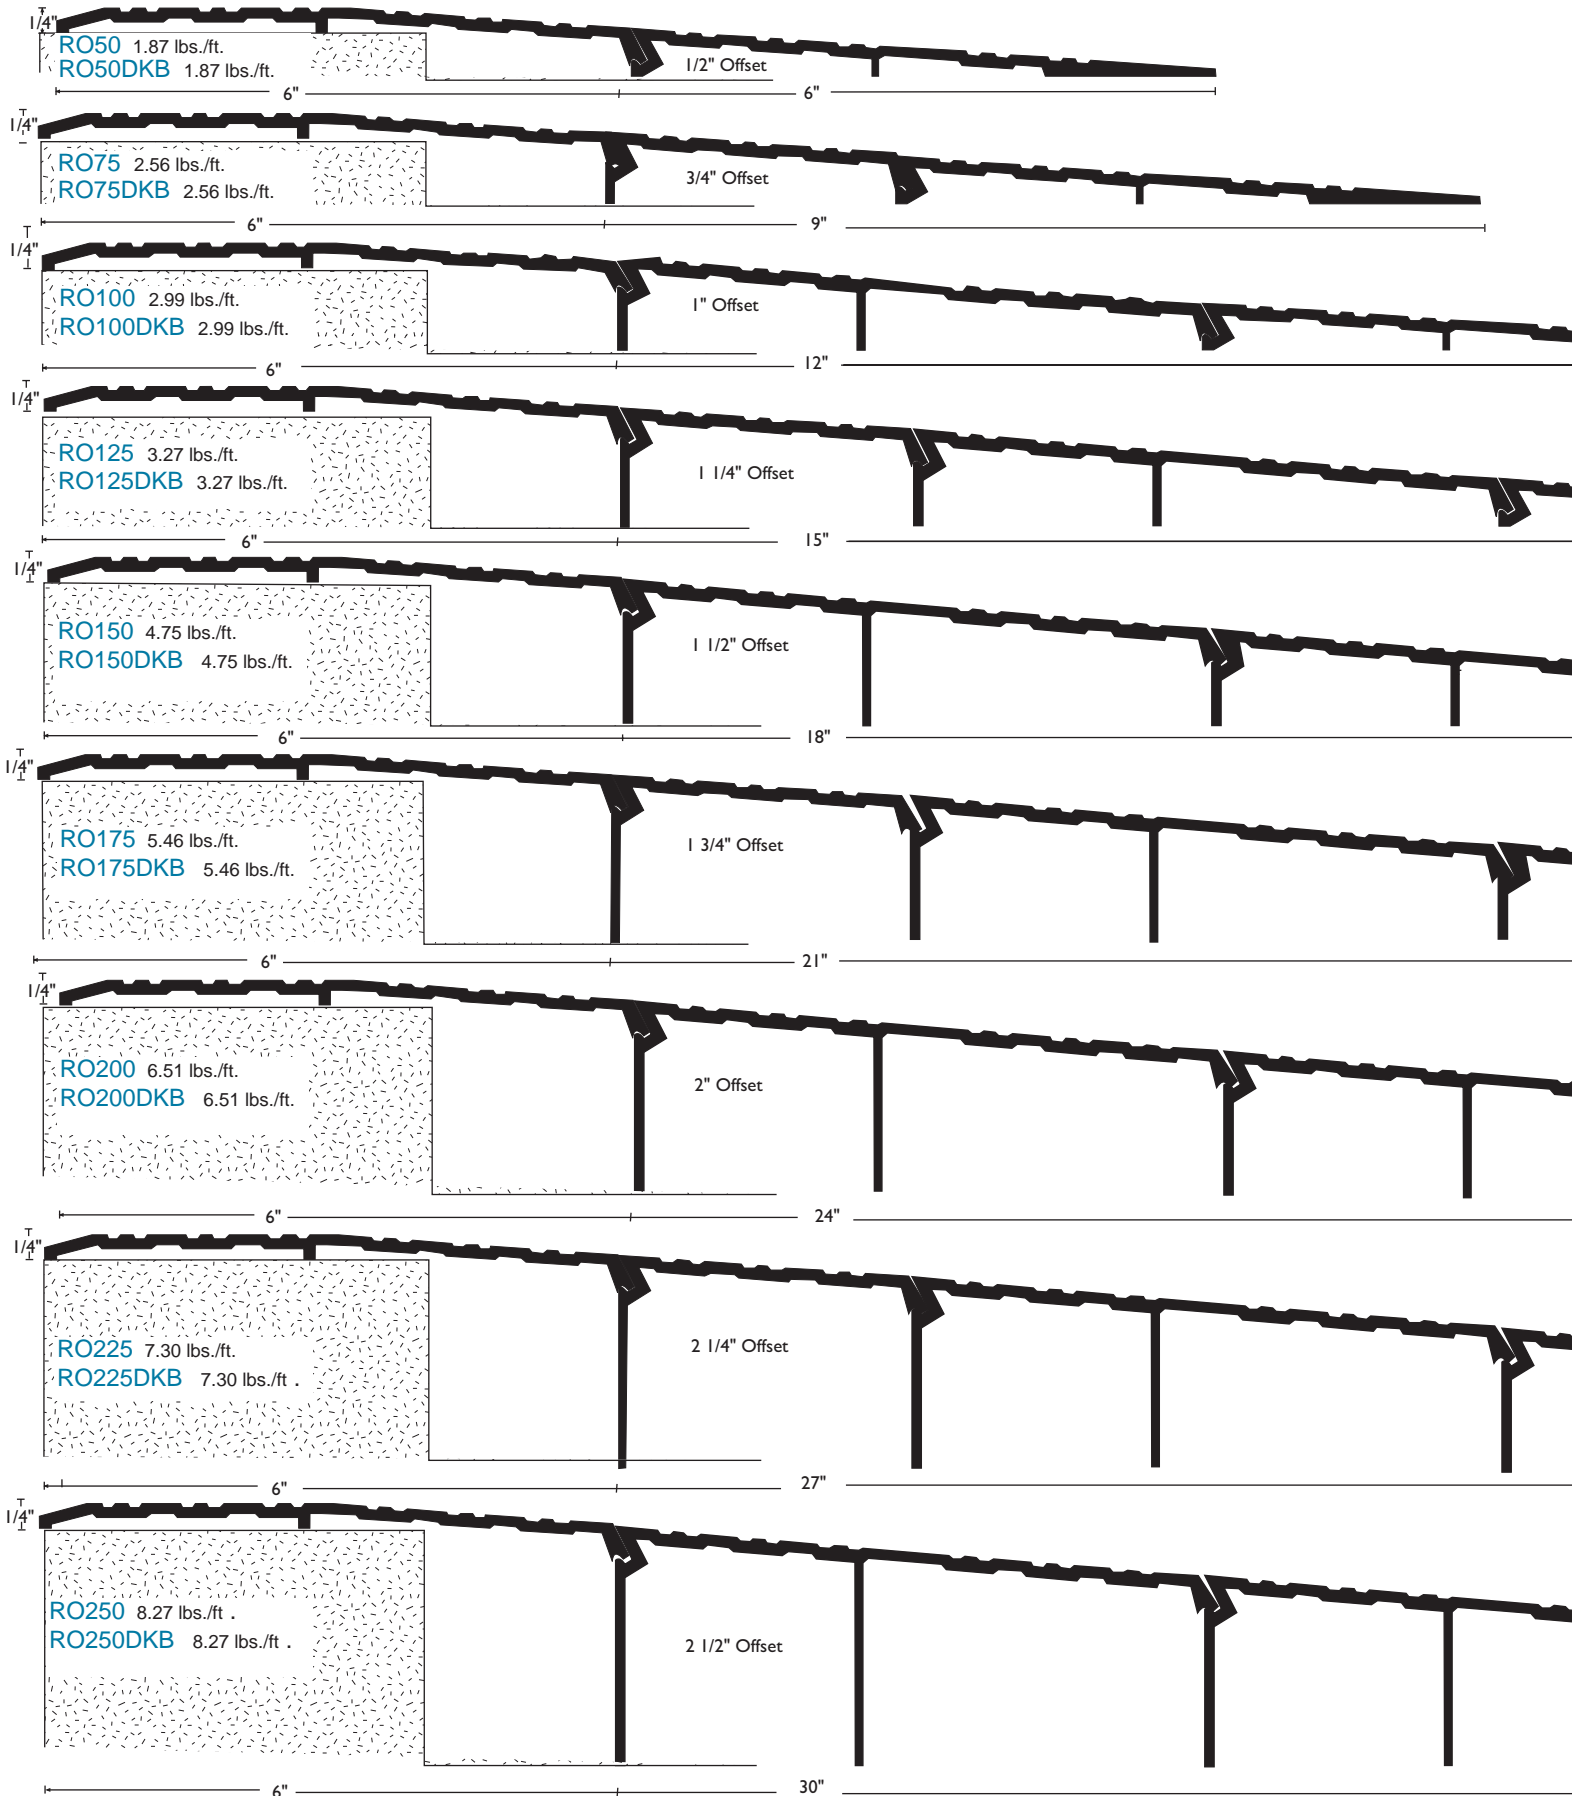 1/4"
RO50 1.87 lbs./ft.
RO50DKB 1.87 lbs./ft.
1/2" Offset
6" 6"
1/4"
RO75 2.56 lbs./ft.
RO75DKB 2.56 lbs./ft.
3/4" Offset
6" 9"
1/4"
RO100 2.99 lbs./ft.
RO100DKB 2.99 lbs./ft.
1" Offset
6" 12"
1/4"
RO125 3.27 lbs./ft.
RO125DKB 3.27 lbs./ft.
1 1/4" Offset
6" 15"
1/4"
RO150 4.75 lbs./ft.
RO150DKB 4.75 lbs./ft.
1 1/2" Offset
6" 18"
1/4"
RO175 5.46 lbs./ft.
RO175DKB 5.46 lbs./ft.
1 3/4" Offset
6" 21"
1/4"
RO200 6.51 lbs./ft.
RO200DKB 6.51 lbs./ft.
2" Offset
6" 24"
1/4"
RO225 7.30 lbs./ft.
RO225DKB 7.30 lbs./ft .
2 1/4" Offset
6" 27"
1/4"
RO250 8.27 lbs./ft .
RO250DKB 8.27 lbs./ft .
2 1/2" Offset
6" 30"